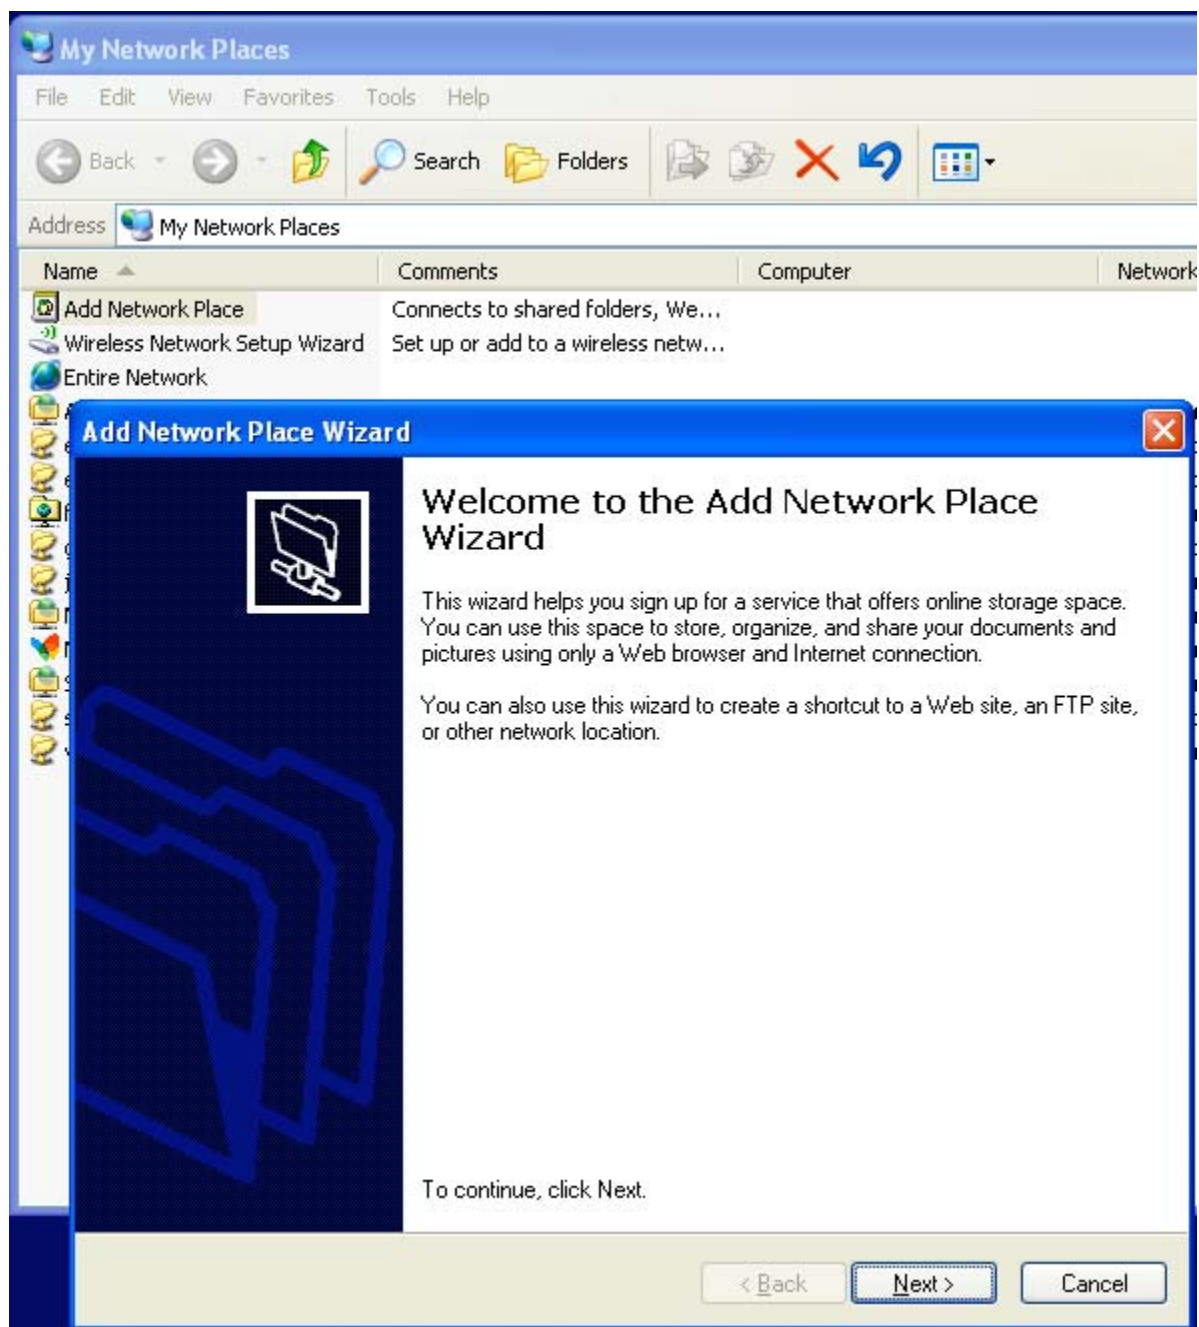 My Network Places
File Edit View Favorites Tools Help
Back Search Folders
Address My Network Places
Name Comments Computer Network
Add Network Place Connects to shared folders, We...
Wireless Network Setup Wizard Set up or add to a wireless netw...
Entire Network
Add Network Place Wizard
Welcome to the Add Network Place
Wizard
This wizard helps you sign up for a service that offers online storage space.
You can use this space to store, organize, and share your documents and
pictures using only a Web browser and Internet connection.
You can also use this wizard to create a shortcut to a Web site, an FTP site,
or other network location.
To continue, click Next.
< Back Next > Cancel